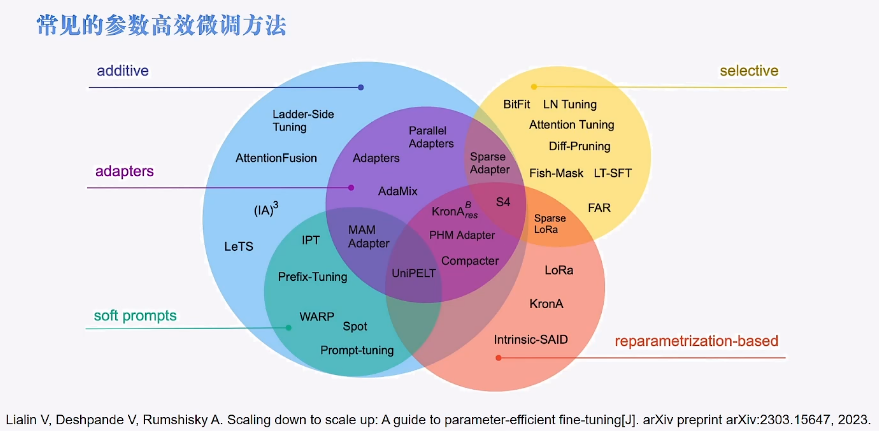 常见的参数高效微调方法
additive
selective
BitFit
LN Tuning
Ladder-Side
Tuning
Attention Tuning
Parallel
Adapters
Diff-Pruning
AttentionFusion
Adapters
Sparse
Adapter
adapters
Fish-Mask
LT-SFT
AdaMix
S4
FAR
(IA)³
KronA^B_res
Sparse
LoRa
MAM
Adapter
PHM Adapter
IPT
LeTS
Compacter
LoRa
UniPELT
Prefix-Tuning
KronA
soft prompts
WARP
Spot
Intrinsic-SAID
reparametrization-based
Prompt-tuning
Lialin V, Deshpande V, Rumshisky A. Scaling down to scale up: A guide to parameter-efficient fine-tuning[J]. arXiv preprint arXiv:2303.15647, 2023.